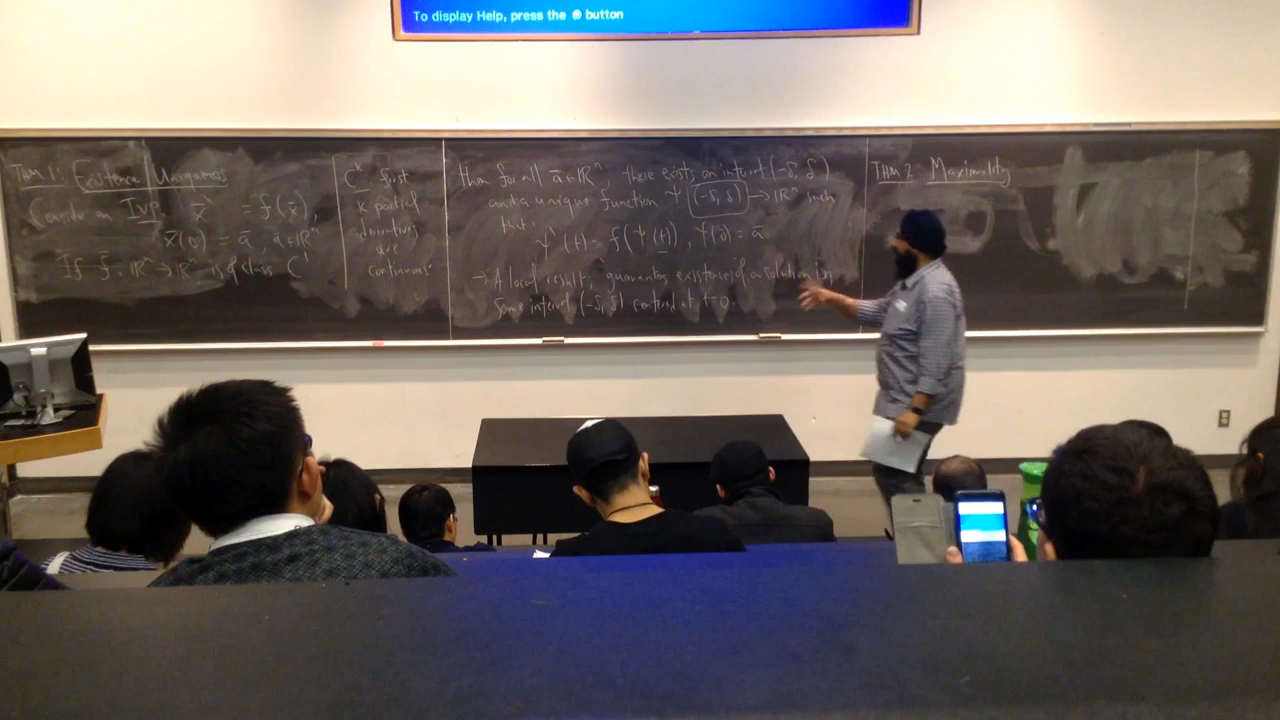 To display Help, press the ? button
THM 1: Existence Uniqueness
Consider an IVP, x̄' = f(x̄),
x̄(0) = ā, ā∈ℝⁿ
If f̄: ℝⁿ → ℝⁿ is of class C¹
Cᵏ first
k partial
derivatives
are
continuous
then for all ā∈ℝⁿ there exists an interval (-δ, δ)
and a unique function Ψ (-δ, δ) → ℝⁿ such
that:
Ψ'(t) = f(Ψ(t)), Ψ(0) = ā
→ A local result, guarantees existence of a solution in
some interval (-δ, δ) centered at t=0.
THM 2: Maximality